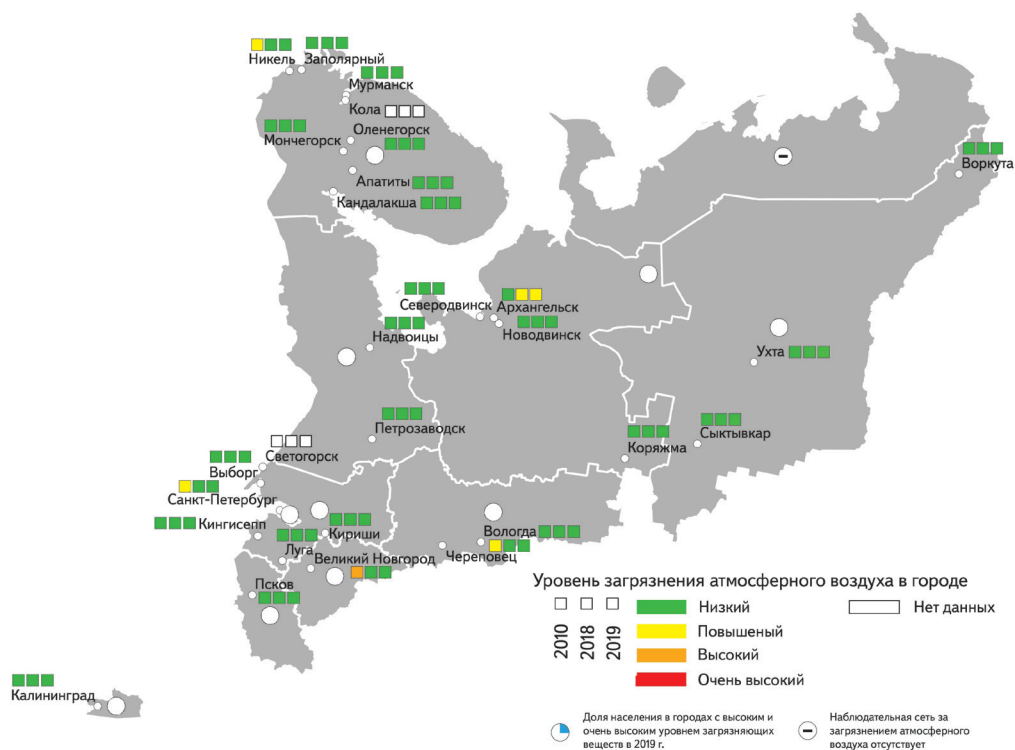 Никель
Заполярный
Мурманск
Кола
Оленегорск
Мончегорск
Апатиты
Кандалакша
Воркута
Северодвинск
Архангельск
Новодвинск
Надвоицы
Ухта
Петрозаводск
Сыктывкар
Коряжма
Светогорск
Выборг
Санкт-Петербург
Кингисепп
Кириши
Луга
Вологда
Череповец
Великий Новгород
Псков
Калининград
Уровень загрязнения атмосферного воздуха в городе
2010
2018
2019
Низкий
Повышеный
Высокий
Очень высокий
Нет данных
Доля населения в городах с высоким и
очень высоким уровнем загрязняющих
веществ в 2019 г.
Наблюдательная сеть за
загрязнением атмосферного
воздуха отсутствует